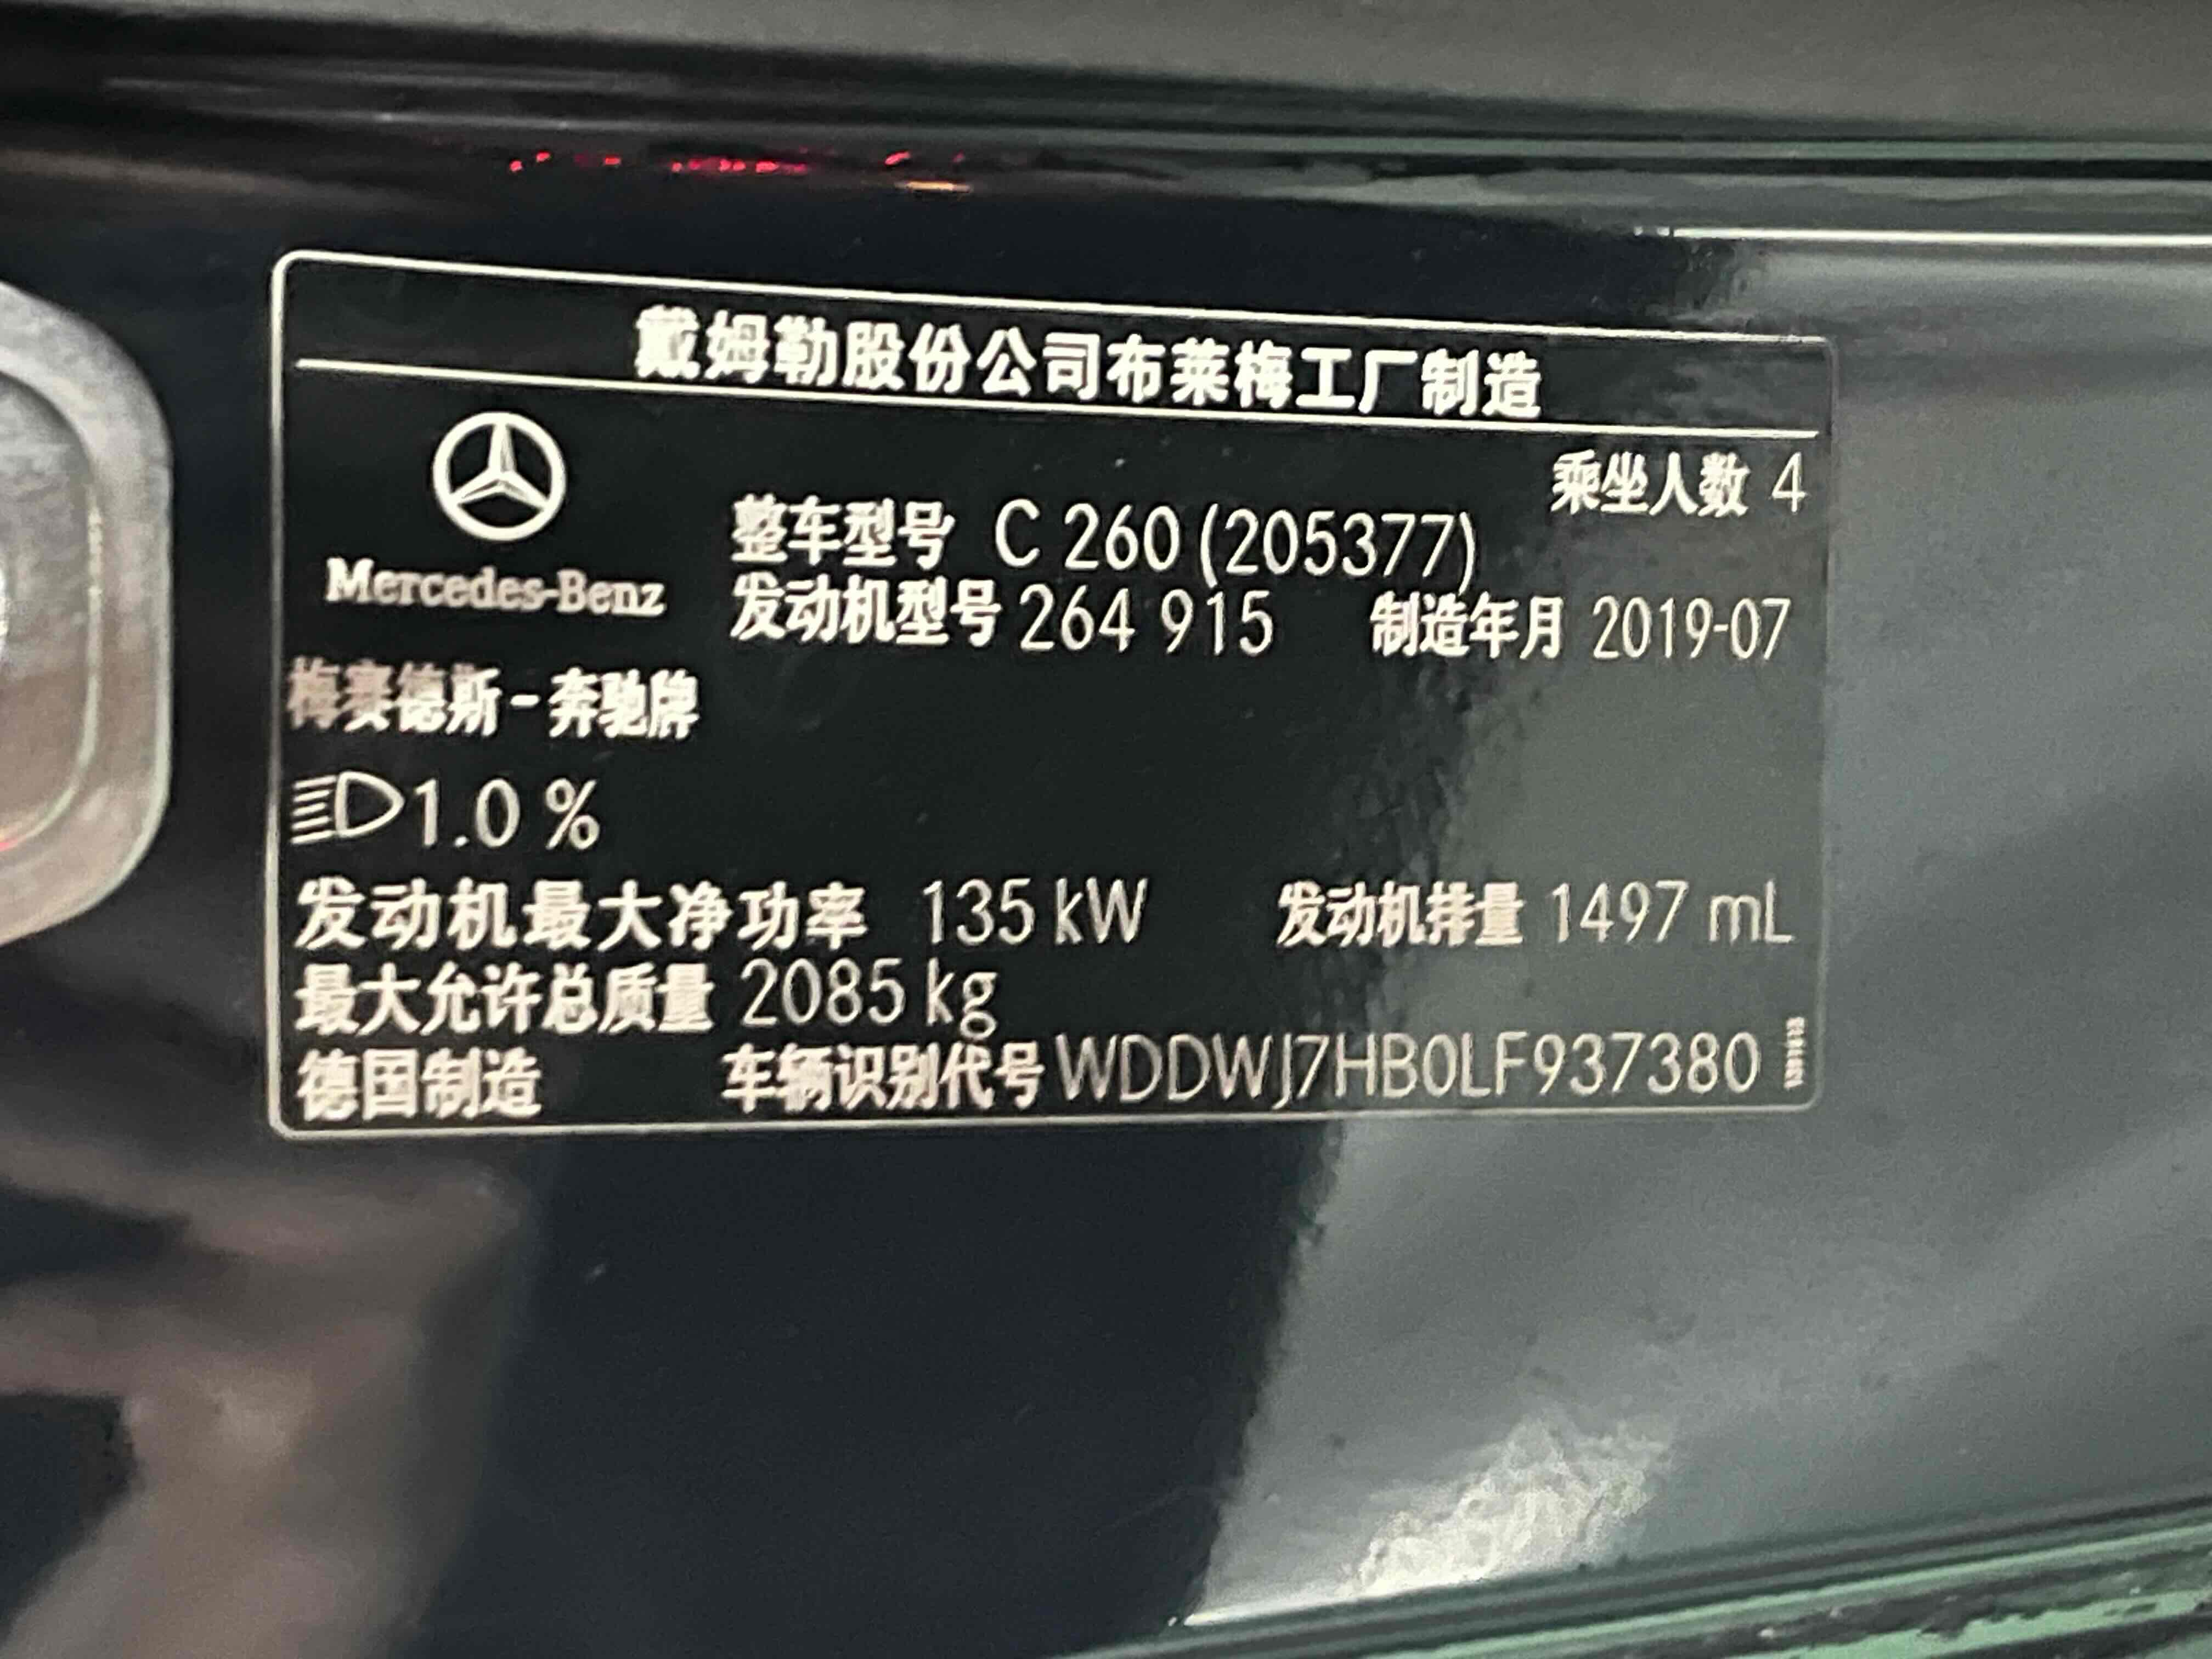 戴姆勒股份公司布莱梅工厂制造
乘坐人数 4
整车型号 C 260 (205377)
Mercedes-Benz
发动机型号 264 915 制造年月 2019-07
梅赛德斯-奔驰牌
1.0 %
发动机最大净功率 135 kW 发动机排量 1497 mL
最大允许总质量 2085 kg
德国制造 车辆识别代号 WDDWJ7HB0LF937380